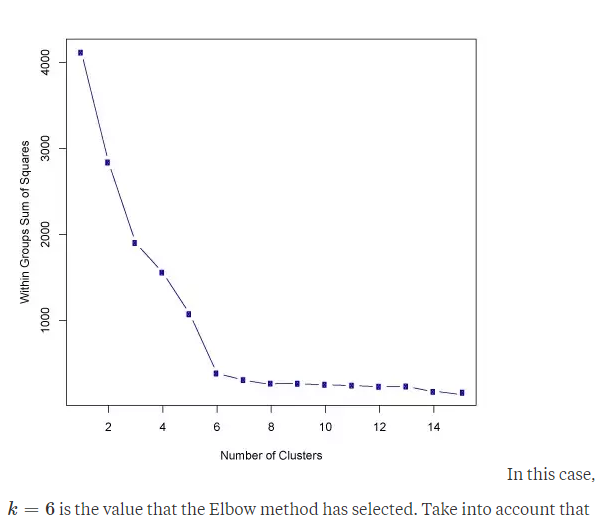 4000
3000
2000
1000
Within Groups Sum of Squares
2 4 6 8 10 12 14
Number of Clusters
In this case,
k = 6 is the value that the Elbow method has selected. Take into account that